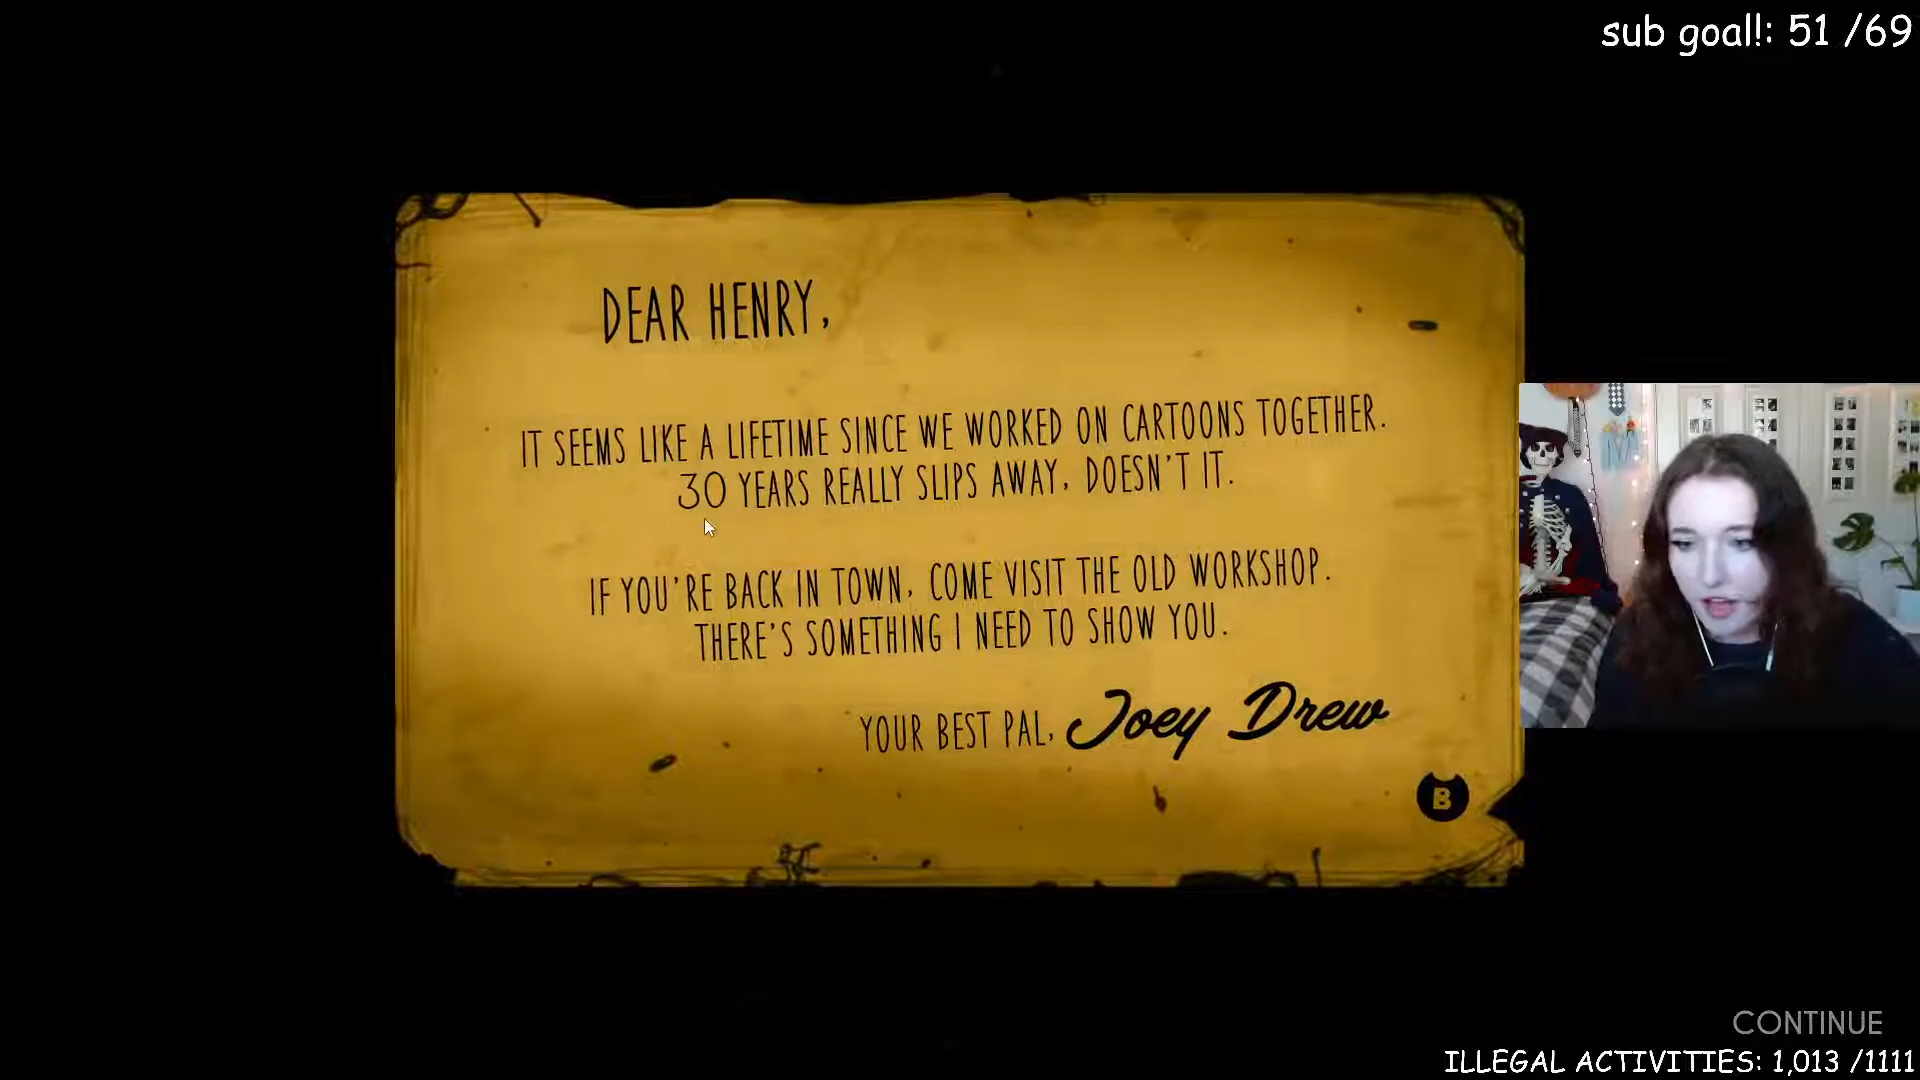 sub goal!: 51 /69
DEAR HENRY,
IT SEEMS LIKE A LIFETIME SINCE WE WORKED ON CARTOONS TOGETHER.
30 YEARS REALLY SLIPS AWAY, DOESN'T IT.
IF YOU'RE BACK IN TOWN, COME VISIT THE OLD WORKSHOP.
THERE'S SOMETHING I NEED TO SHOW YOU.
YOUR BEST PAL, Joey Drew
B
CONTINUE
ILLEGAL ACTIVITIES: 1,013 /1111